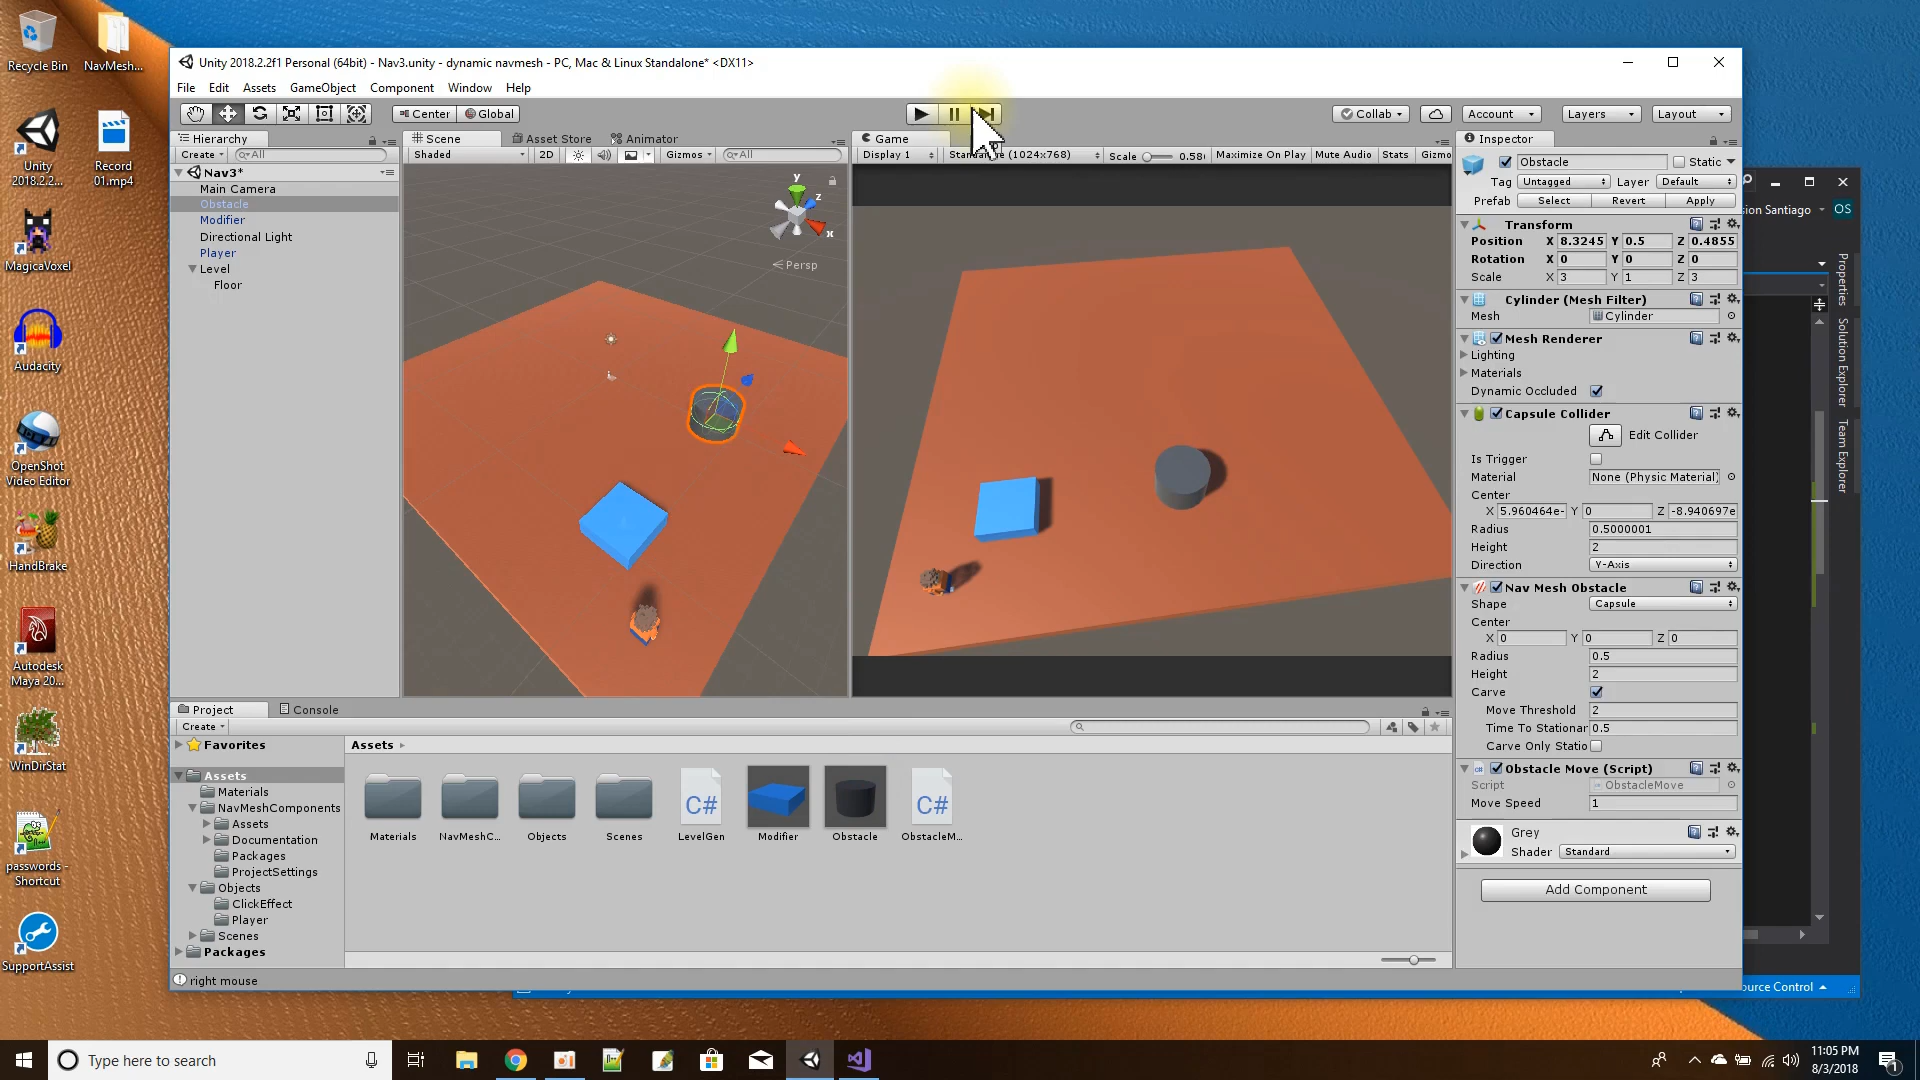 Recycle Bin
NavMesh...
Unity
2018.2.2...
Record
01.mp4
MagicaVoxel
Audacity
OpenShot
Video Editor
HandBrake
Autodesk
Maya 20...
WinDirStat
passwords -
Shortcut
SupportAssist
Unity 2018.2.2f1 Personal (64bit) - Nav3.unity - dynamic navmesh - PC, Mac & Linux Standalone* <DX11>
File Edit Assets GameObject Component Window Help
Center Global
Collab Account Layers Layout
Hierarchy
Create All
Nav3*
Main Camera
Obstacle
Modifier
Directional Light
Player
Level
Floor
Scene Asset Store Animator
Shaded 2D Gizmos All
y
z
x
Persp
Game
Display 1 (1024x768) Scale 0.58 Maximize On Play Mute Audio Stats Gizmo
Inspector
Obstacle Static
Tag Untagged Layer Default
Prefab Select Revert Apply
Transform
Position X 8.3245 Y 0.5 Z 0.4855
Rotation X 0 Y 0 Z 0
Scale X 3 Y 1 Z 3
Cylinder (Mesh Filter)
Mesh Cylinder
Mesh Renderer
Lighting
Materials
Dynamic Occluded
Capsule Collider
Edit Collider
Is Trigger
Material None (Physic Material)
Center
X 5.960464e- Y 0 Z -8.940697e
Radius 0.5000001
Height 2
Direction Y-Axis
Nav Mesh Obstacle
Shape Capsule
Center
X 0 Y 0 Z 0
Radius 0.5
Height 2
Carve
Move Threshold 2
Time To Stationar 0.5
Carve Only Statio
Obstacle Move (Script)
Script ObstacleMove
Move Speed 1
Grey
Shader Standard
Add Component
Project Console
Create
Favorites
Assets
Materials
NavMeshComponents
Assets
Documentation
Packages
ProjectSettings
Objects
ClickEffect
Player
Scenes
Packages
Assets
C# C#
Materials NavMeshC... Objects Scenes LevelGen Modifier Obstacle ObstacleM...
right mouse
sion Santiago OS
Properties
Solution Explorer
Team Explorer
ource Control
Type here to search
11:05 PM
8/3/2018
1